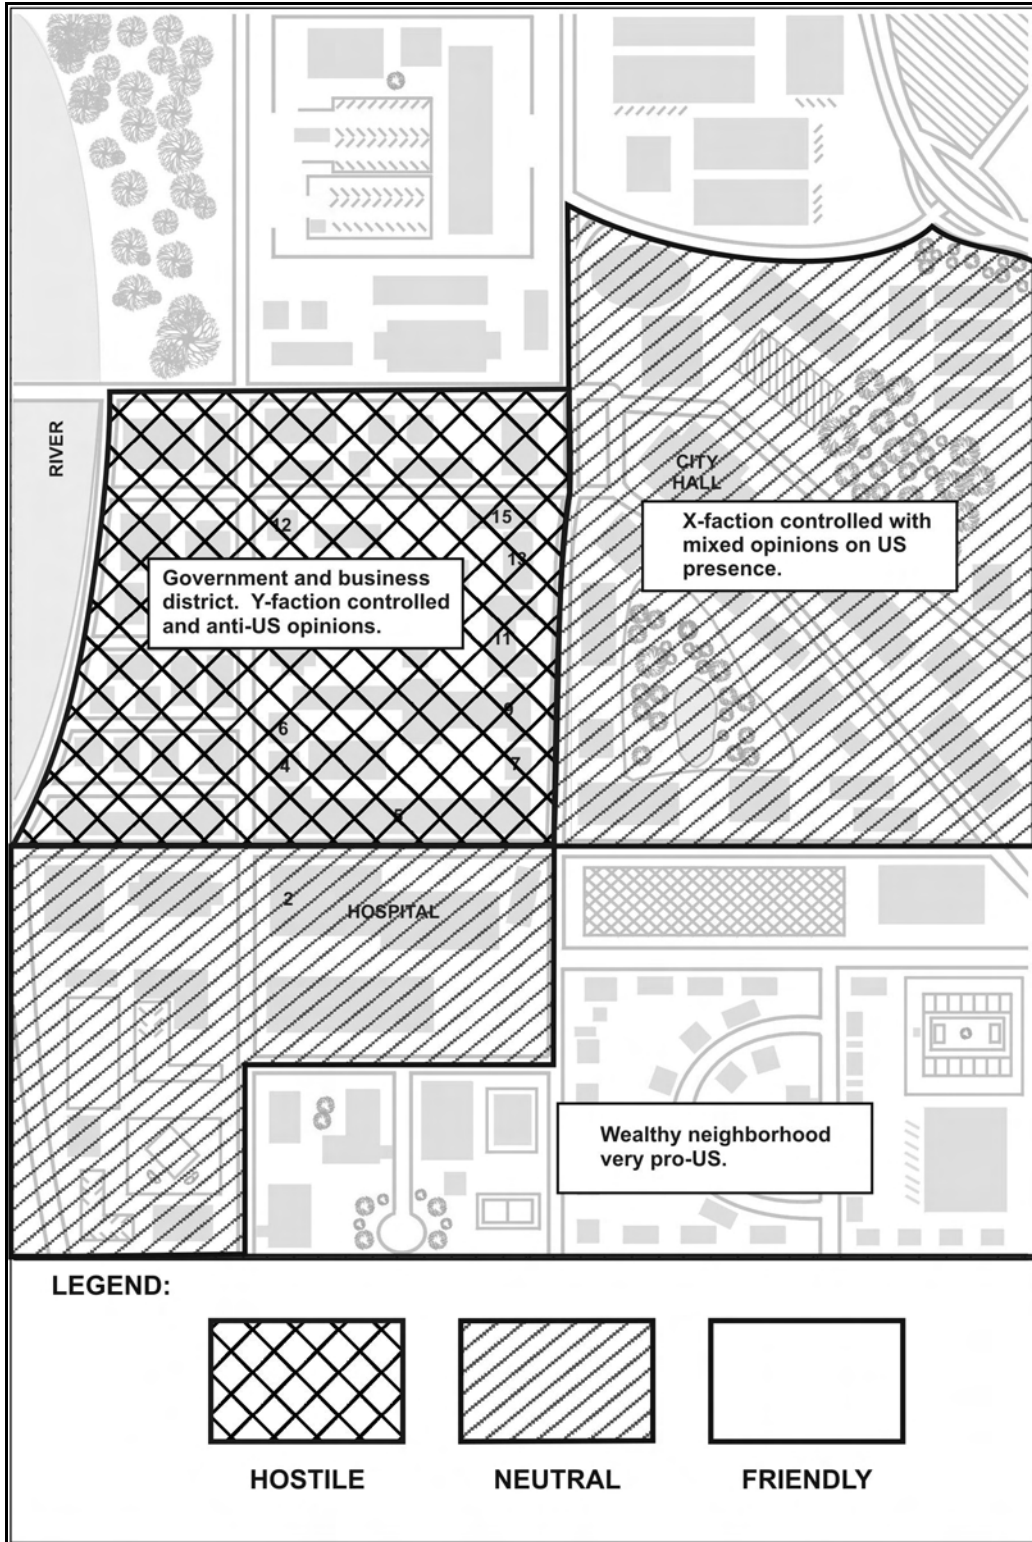 RIVER
CITY
HALL
X-faction controlled with
mixed opinions on US
presence.
12
15
13
Government and business
district. Y-faction controlled
and anti-US opinions.
11
6
9
4
7
5
2
HOSPITAL
Wealthy neighborhood
very pro-US.
LEGEND:
HOSTILE
NEUTRAL
FRIENDLY